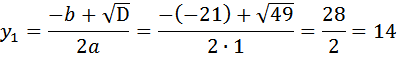 y₁ = (−b + √D)/(2a) = (−(−21) + √49)/(2 ∙ 1) = 28/2 = 14